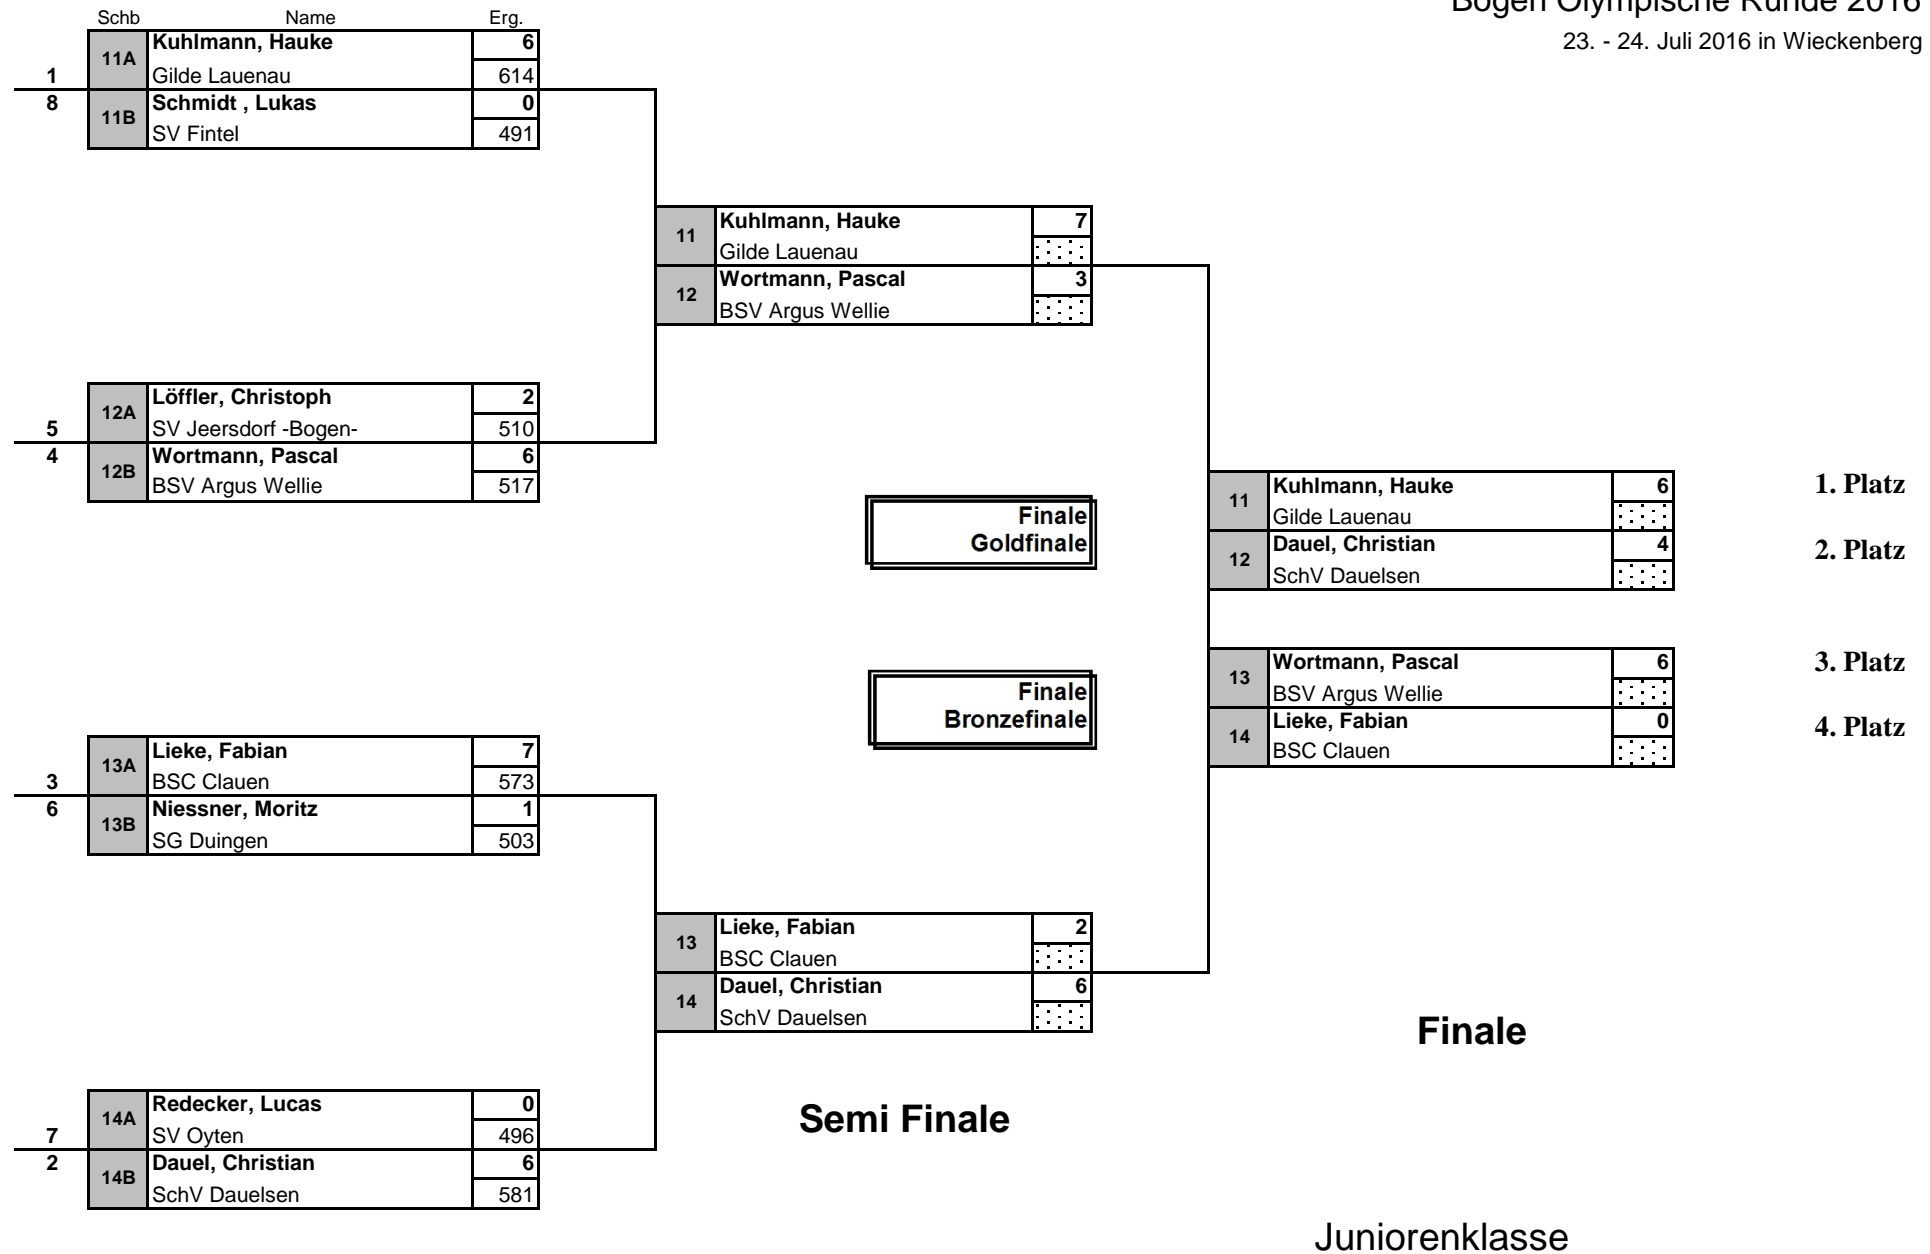 Bogen Olympische Runde 2016
23. - 24. Juli 2016 in Wieckenberg
Schb Name Erg.
11A Kuhlmann, Hauke 6
1 Gilde Lauenau 614
8 11B Schmidt , Lukas 0
SV Fintel 491
11 Kuhlmann, Hauke 7
Gilde Lauenau
12 Wortmann, Pascal 3
BSV Argus Wellie
12A Löffler, Christoph 2
5 SV Jeersdorf -Bogen- 510
4 12B Wortmann, Pascal 6
BSV Argus Wellie 517
Finale
Goldfinale
11 Kuhlmann, Hauke 6 1. Platz
Gilde Lauenau
12 Dauel, Christian 4 2. Platz
SchV Dauelsen
Finale
Bronzefinale
13 Wortmann, Pascal 6 3. Platz
BSV Argus Wellie
14 Lieke, Fabian 0 4. Platz
BSC Clauen
13A Lieke, Fabian 7
3 BSC Clauen 573
6 13B Niessner, Moritz 1
SG Duingen 503
13 Lieke, Fabian 2
BSC Clauen
14 Dauel, Christian 6
SchV Dauelsen
Finale
Semi Finale
14A Redecker, Lucas 0
7 SV Oyten 496
2 14B Dauel, Christian 6
SchV Dauelsen 581
Juniorenklasse